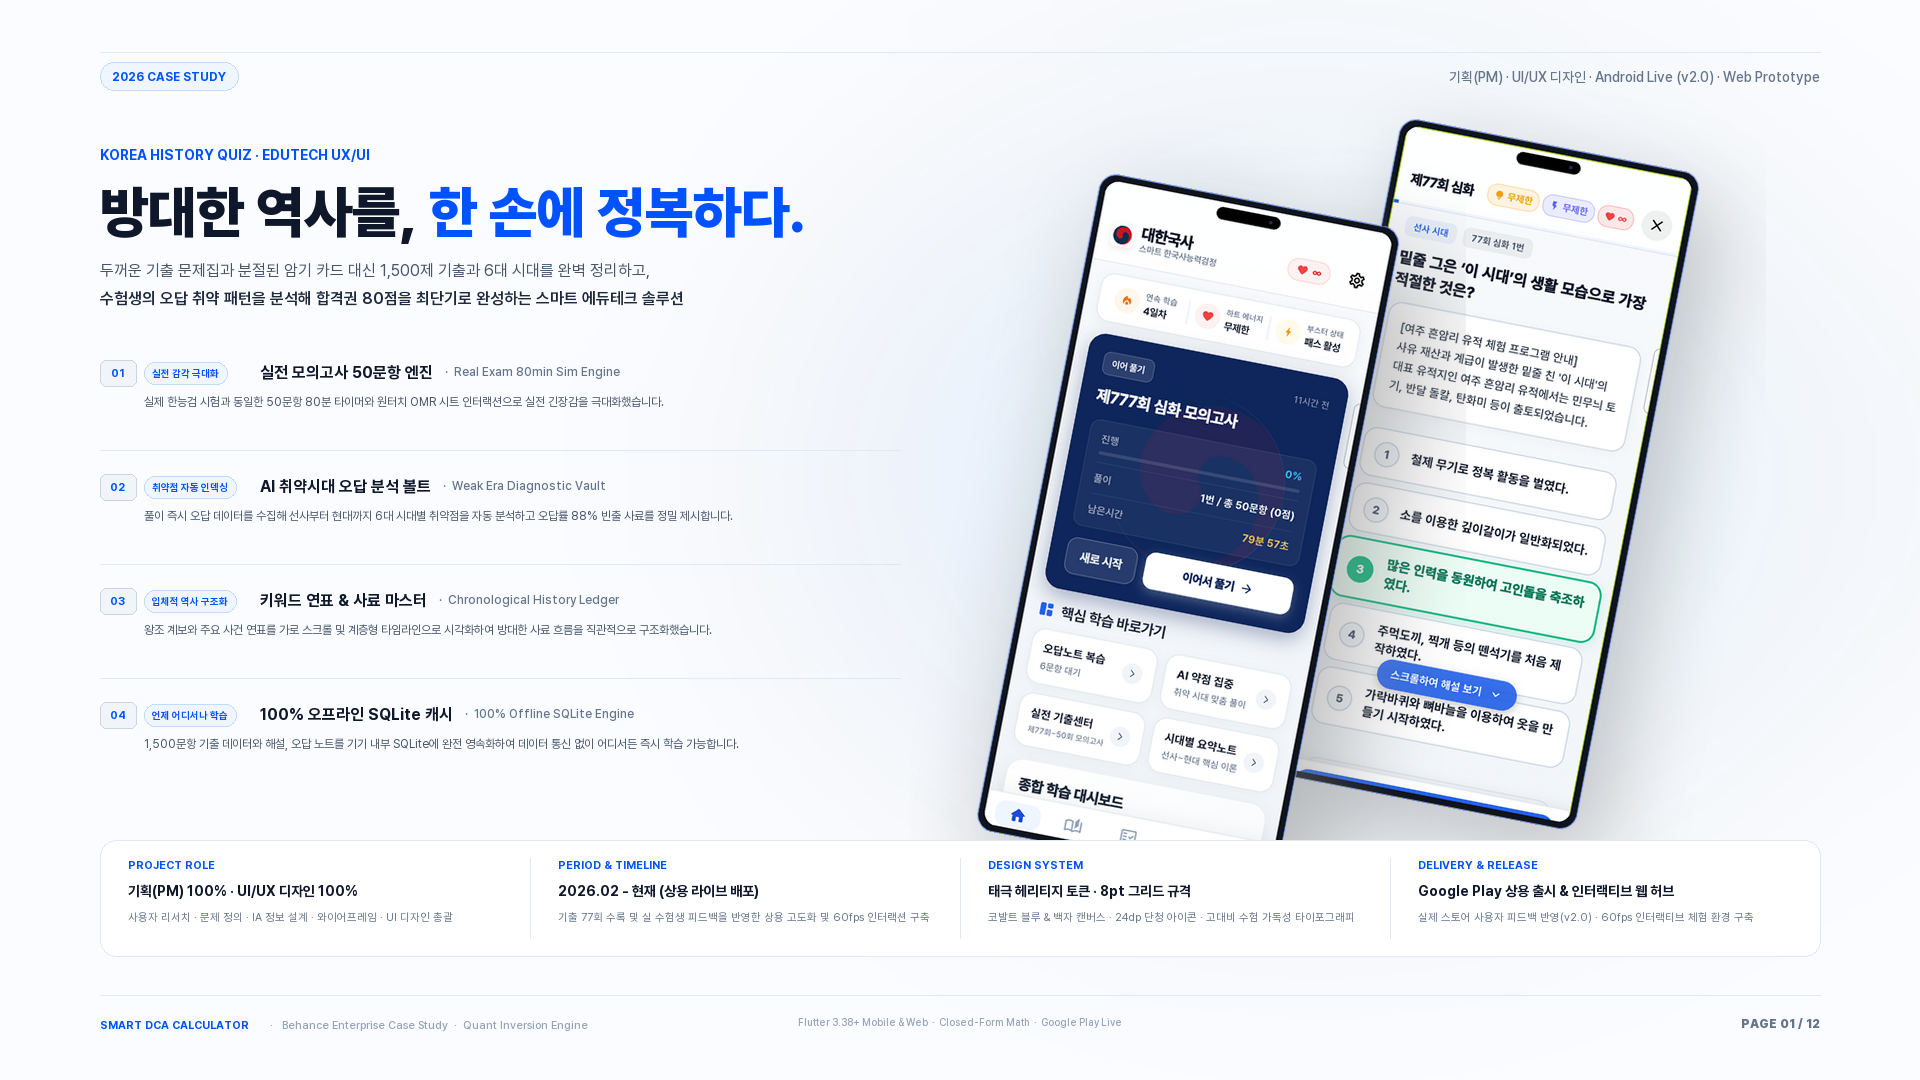 2026 CASE STUDY
기획(PM) · UI/UX 디자인 · Android Live (v2.0) · Web Prototype
KOREA HISTORY QUIZ · EDUTECH UX/UI
방대한 역사를, 한 손에 정복하다.
두꺼운 기출 문제집과 분절된 암기 카드 대신 1,500제 기출과 6대 시대를 완벽 정리하고,
수험생의 오답 취약 패턴을 분석해 합격권 80점을 최단기로 완성하는 스마트 에듀테크 솔루션
01 실전 감각 극대화 실전 모의고사 50문항 엔진 · Real Exam 80min Sim Engine
실제 한능검 시험과 동일한 50문항 80분 타이머와 원터치 OMR 시트 인터랙션으로 실전 긴장감을 극대화했습니다.
02 취약점 자동 인덱싱 AI 취약시대 오답 분석 볼트 · Weak Era Diagnostic Vault
풀이 즉시 오답 데이터를 수집해 선사부터 현대까지 6대 시대별 취약점을 자동 분석하고 오답률 88% 빈출 사료를 정밀 제시합니다.
03 입체적 역사 구조화 키워드 연표 & 사료 마스터 · Chronological History Ledger
왕조 계보와 주요 사건 연표를 가로 스크롤 및 계층형 타임라인으로 시각화하여 방대한 사료 흐름을 직관적으로 구조화했습니다.
04 언제 어디서나 학습 100% 오프라인 SQLite 캐시 · 100% Offline SQLite Engine
1,500문항 기출 데이터와 해설, 오답 노트를 기기 내부 SQLite에 완전 영속화하여 데이터 통신 없이 어디서든 즉시 학습 가능합니다.
대한국사
스마트 한국사능력검정
∞
연속 학습
4일차
하트 에너지
무제한
부스터 상태
패스 활성
이어 풀기
11시간 전
제777회 심화 모의고사
진행
0%
풀이
1번 / 총 50문항 (0점)
남은시간
79분 57초
새로 시작
이어서 풀기 →
핵심 학습 바로가기
오답노트 복습
6문항 대기
AI 약점 집중
취약 시대 맞춤 풀이
실전 기출센터
제77회~50회 모의고사
시대별 요약노트
선사~현대 핵심 이론
종합 학습 대시보드
제77회 심화
무제한
무제한
∞
선사 시대
77회 심화 1번
밑줄 그은 ‘이 시대’의 생활 모습으로 가장
적절한 것은?
[여주 흔암리 유적 체험 프로그램 안내]
사유 재산과 계급이 발생한 밑줄 친 '이 시대'의
대표 유적지인 여주 흔암리 유적에서는 민무늬 토
기, 반달 돌칼, 탄화미 등이 출토되었습니다.
1 철제 무기로 정복 활동을 벌였다.
2 소를 이용한 깊이갈이가 일반화되었다.
3 많은 인력을 동원하여 고인돌을 축조하
였다.
4 주먹도끼, 찍개 등의 뗀석기를 처음 제
작하였다.
스크롤하여 해설 보기
5 가락바퀴와 뼈바늘을 이용하여 옷을 만
들기 시작하였다.
PROJECT ROLE
기획(PM) 100% · UI/UX 디자인 100%
사용자 리서치 · 문제 정의 · IA 정보 설계 · 와이어프레임 · UI 디자인 총괄
PERIOD & TIMELINE
2026.02 - 현재 (상용 라이브 배포)
기출 77회 수록 및 실 수험생 피드백을 반영한 상용 고도화 및 60fps 인터랙션 구축
DESIGN SYSTEM
태극 헤리티지 토큰 · 8pt 그리드 규격
코발트 블루 & 백자 캔버스 · 24dp 단청 아이콘 · 고대비 수험 가독성 타이포그래피
DELIVERY & RELEASE
Google Play 상용 출시 & 인터랙티브 웹 허브
실제 스토어 사용자 피드백 반영(v2.0) · 60fps 인터랙티브 체험 환경 구축
SMART DCA CALCULATOR · Behance Enterprise Case Study · Quant Inversion Engine
Flutter 3.38+ Mobile & Web · Closed-Form Math · Google Play Live
PAGE 01 / 12